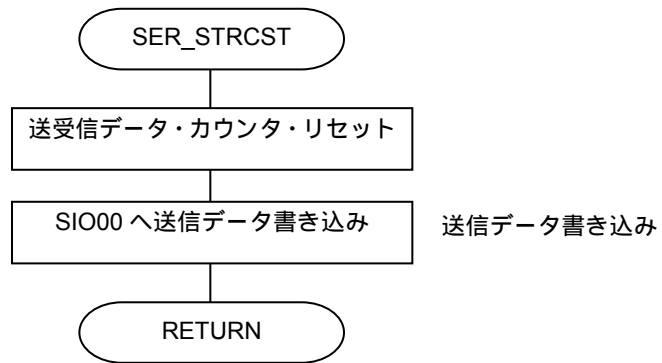 SER_STRCST
送受信データ・カウンタ・リセット
SIO00 へ送信データ書き込み
送信データ書き込み
RETURN